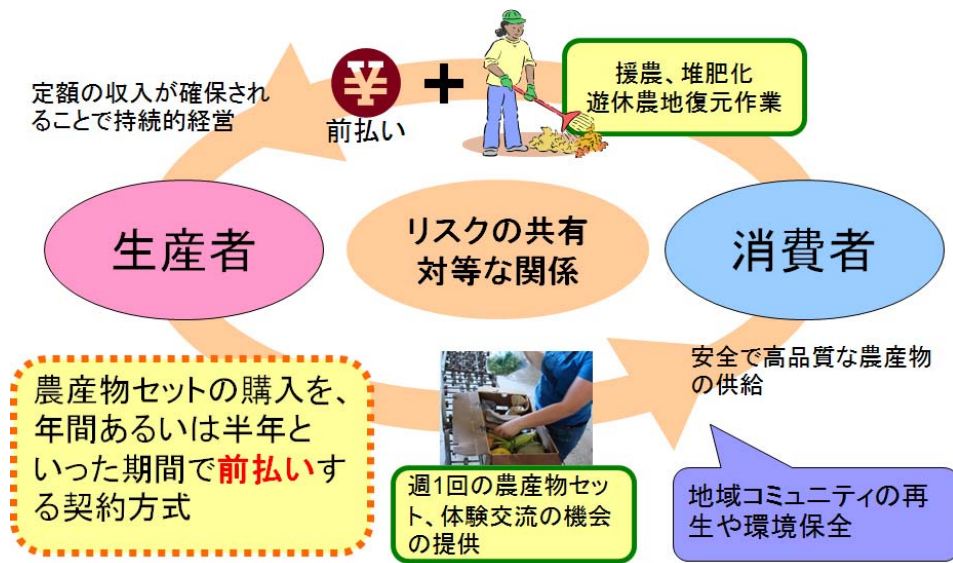 定額の収入が確保され
ることで持続的経営
¥
前払い
+
援農、堆肥化
遊休農地復元作業
生産者
リスクの共有
対等な関係
消費者
農産物セットの購入を、
年間あるいは半年と
いった期間で前払いす
る契約方式
週1回の農産物セッ
ト、体験交流の機会
の提供
安全で高品質な農産物
の供給
地域コミュニティの再
生や環境保全